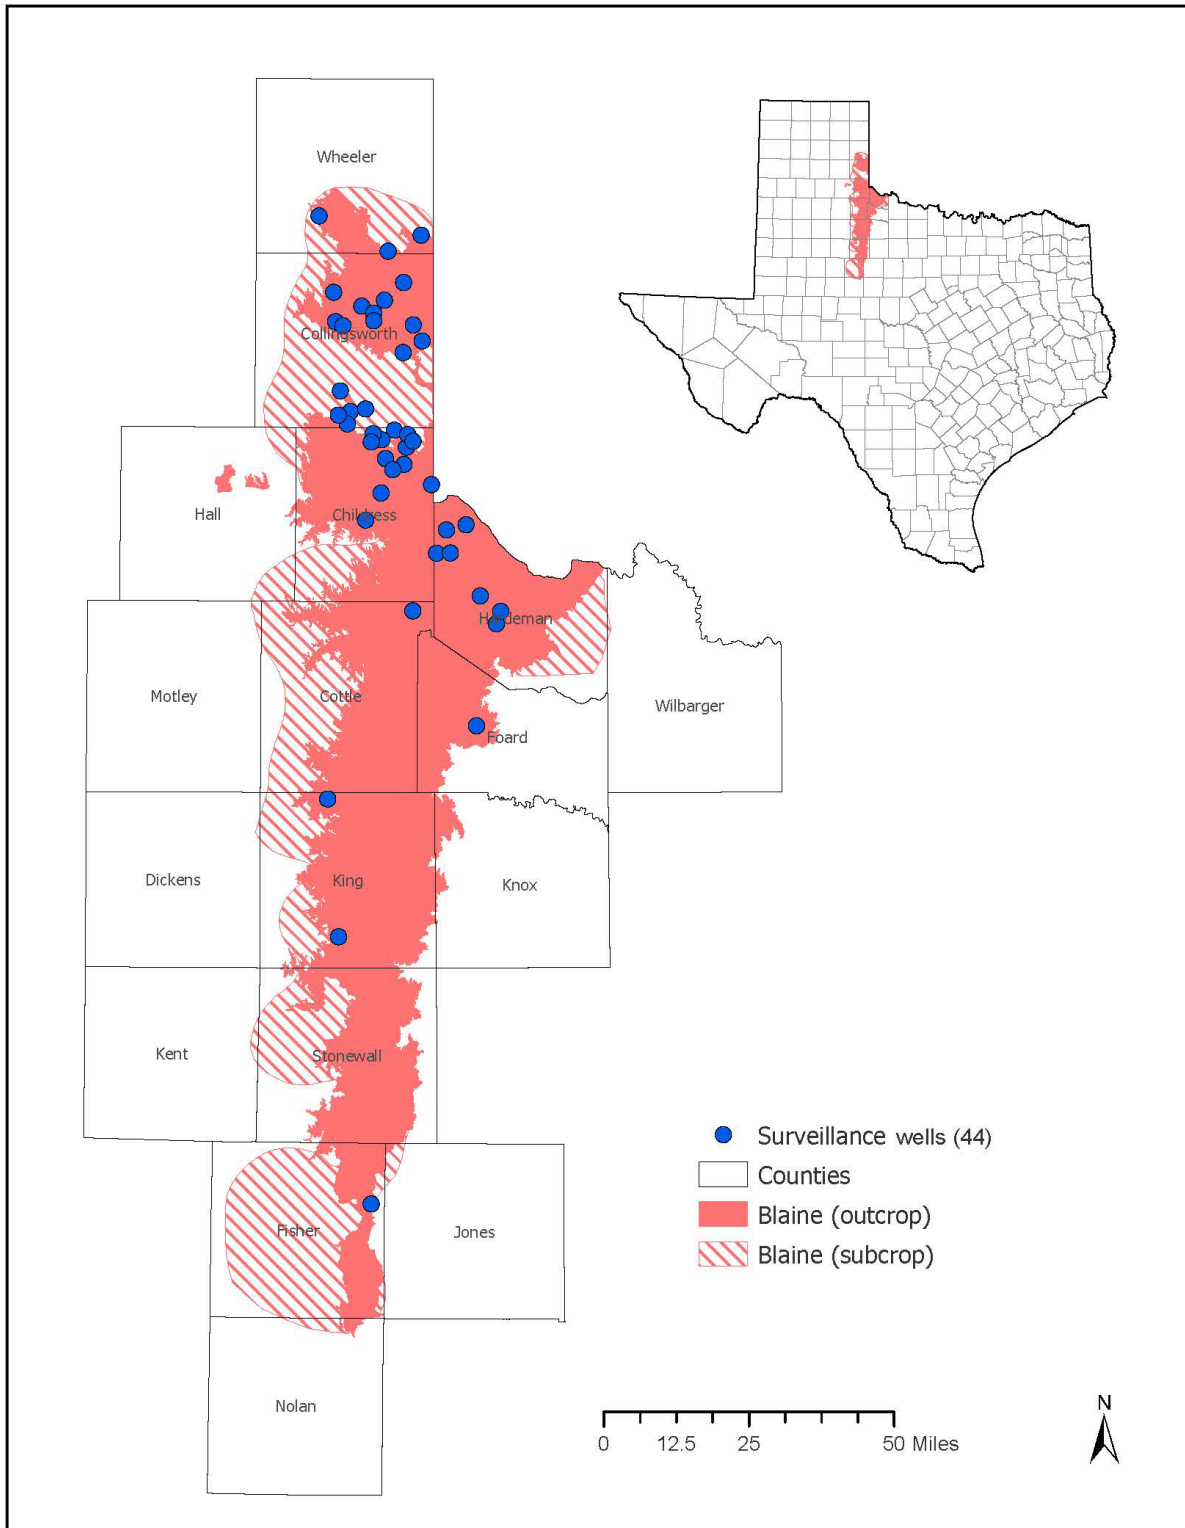 Wheeler
Collingsworth
Hall
Childress
Hardeman
Motley
Cottle
Wilbarger
Foard
Dickens
King
Knox
Kent
Stonewall
Surveillance wells (44)
Counties
Blaine (outcrop)
Blaine (subcrop)
Fisher
Jones
Nolan
N
0 12.5 25 50 Miles